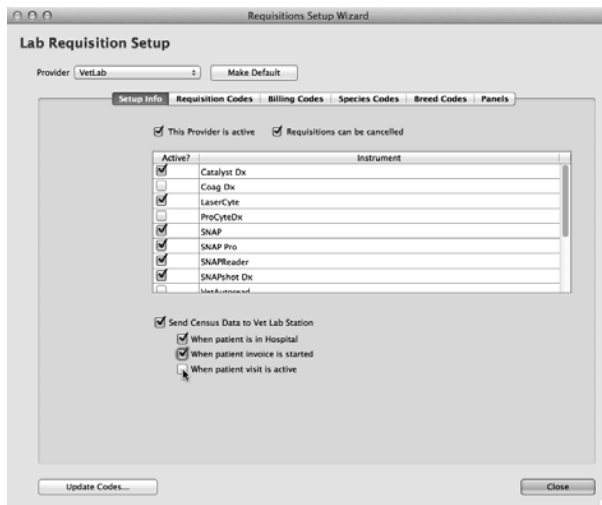 Requisitions Setup Wizard
Lab Requisition Setup
Provider VetLab Make Default
Setup Info Requisition Codes Billing Codes Species Codes Breed Codes Panels
This Provider is active Requisitions can be cancelled
Active? Instrument
Catalyst Dx
Coag Dx
LaserCyte
ProCyteDx
SNAP
SNAP Pro
SNAPReader
SNAPshot Dx
VetAutoread
Send Census Data to Vet Lab Station
When patient is in Hospital
When patient invoice is started
When patient visit is active
Update Codes... Close